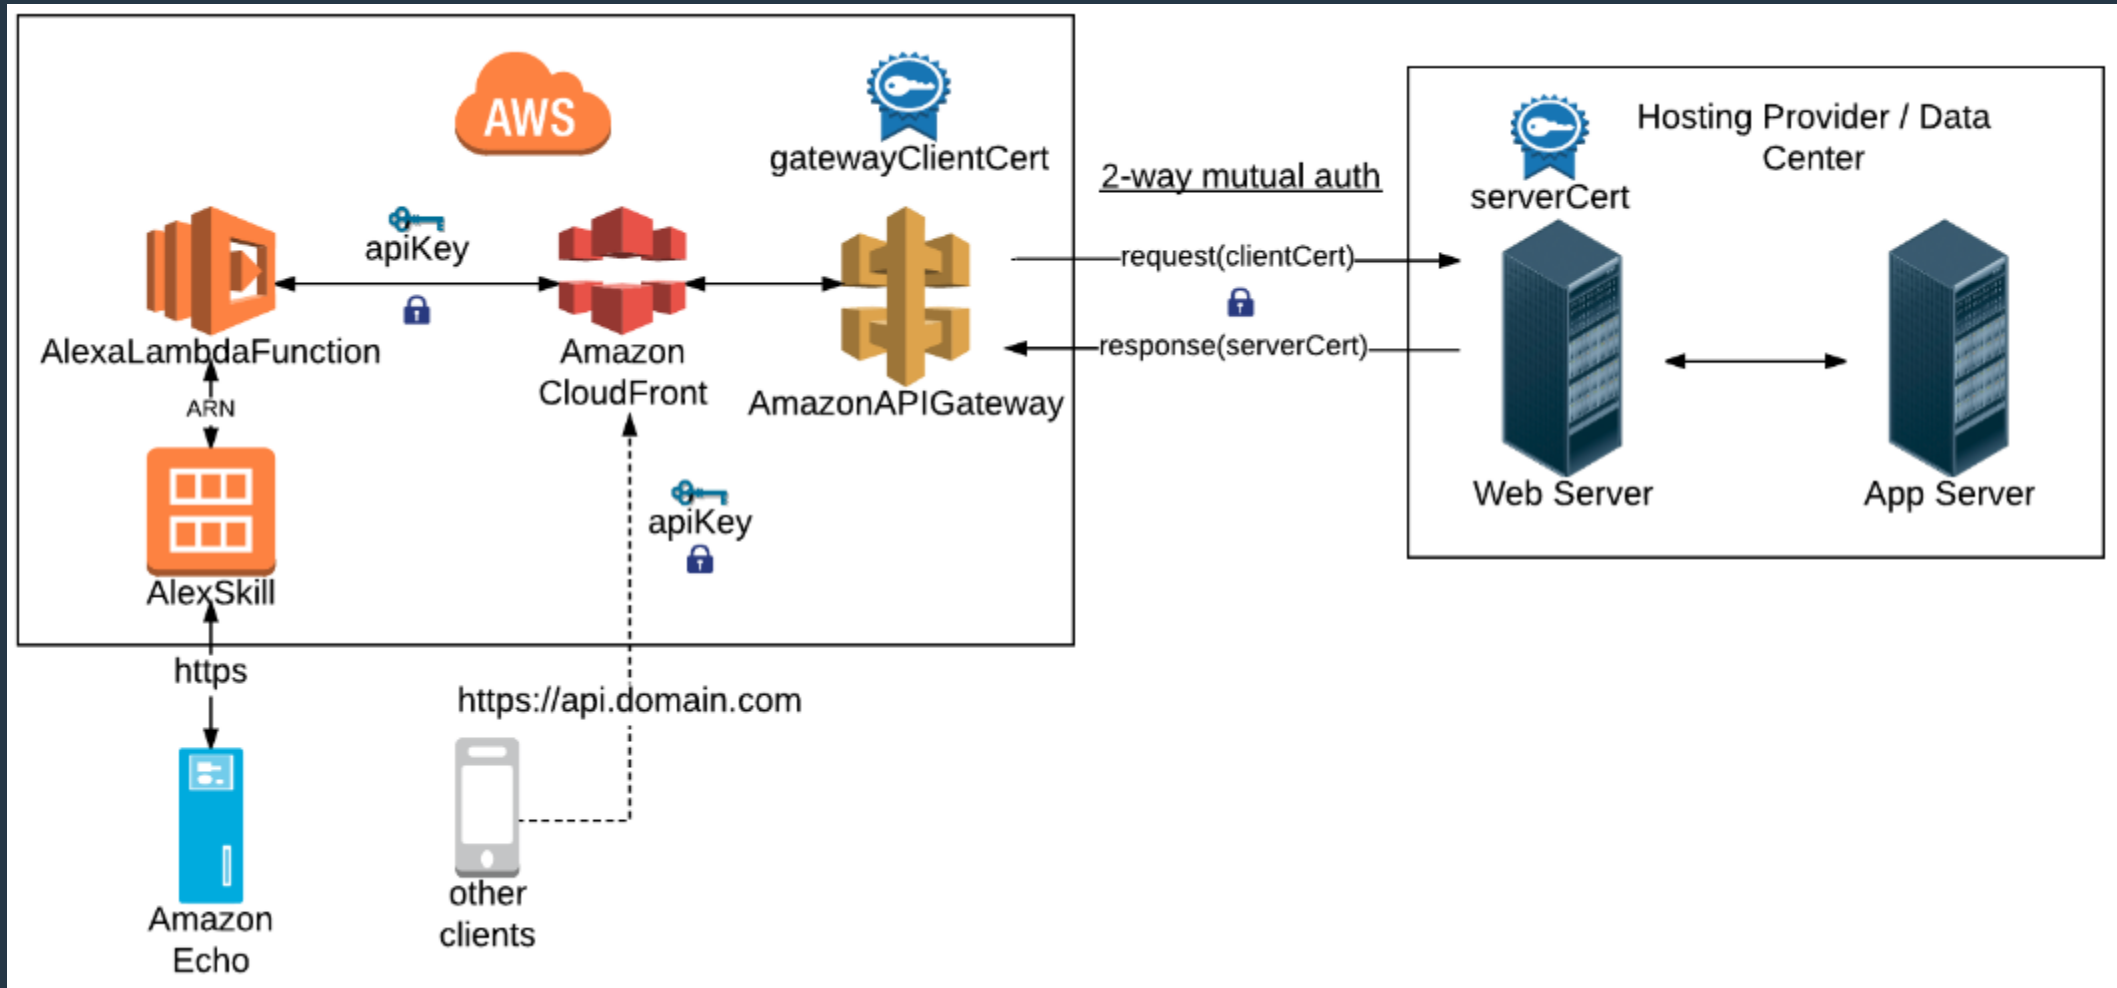 AWS
gatewayClientCert
Hosting Provider / Data
Center
2-way mutual auth
serverCert
apiKey
request(clientCert)
AlexaLambdaFunction
Amazon
CloudFront
AmazonAPIGateway
response(serverCert)
ARN
Web Server
App Server
apiKey
AlexSkill
https
https://api.domain.com
other
clients
Amazon
Echo